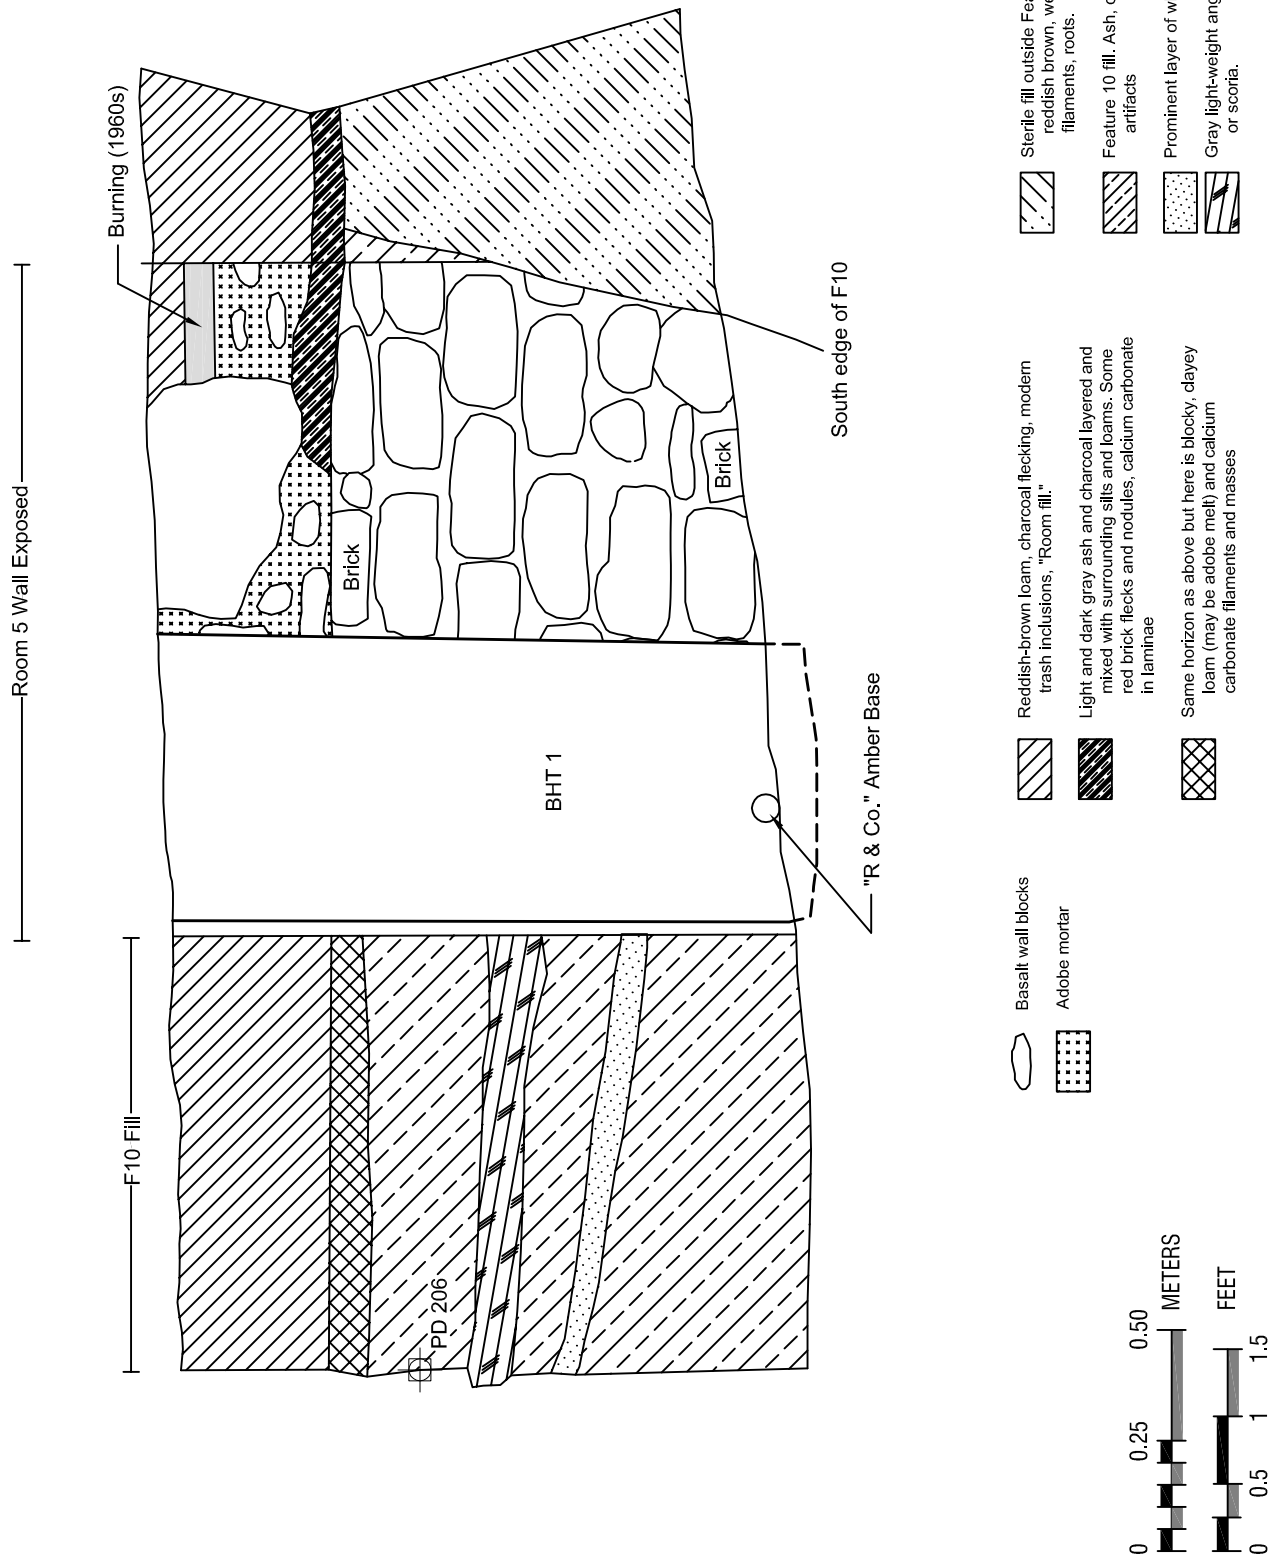 Room 5 Wall Exposed
Burning (1960s)
F10 Fill
Brick
Brick
BHT 1
PD 206
South edge of F10
"R & Co." Amber Base
Basalt wall blocks
Adobe mortar
Reddish-brown loam, charcoal flecking, modern
trash inclusions, "Room fill."
Light and dark gray ash and charcoal layered and
mixed with surrounding silts and loams. Some
red brick flecks and nodules, calcium carbonate
in laminae
Same horizon as above but here is blocky, clayey
loam (may be adobe melt) and calcium
carbonate filaments and masses
Sterile fill outside Fea
reddish brown, we
filaments, roots.
Feature 10 fill. Ash, c
artifacts
Prominent layer of w
Gray light-weight ang
or scoria.
0 0.25 0.50
METERS
FEET
0 0.5 1 1.5